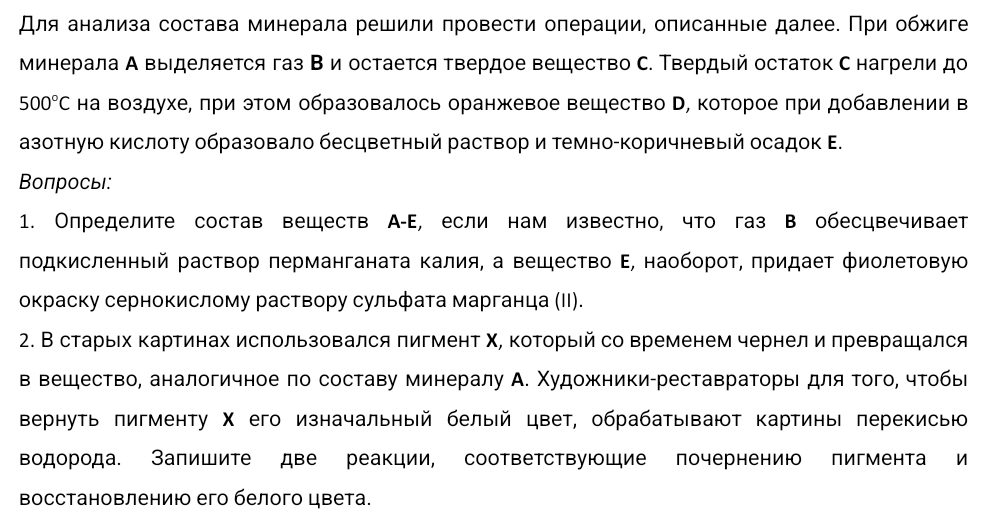 Для анализа состава минерала решили провести операции, описанные далее. При обжиге
минерала A выделяется газ B и остается твердое вещество C. Твердый остаток C нагрели до
500°С на воздухе, при этом образовалось оранжевое вещество D, которое при добавлении в
азотную кислоту образовало бесцветный раствор и темно-коричневый осадок E.
Вопросы:
1. Определите состав веществ A-E, если нам известно, что газ B обесцвечивает
подкисленный раствор перманганата калия, а вещество E, наоборот, придает фиолетовую
окраску сернокислому раствору сульфата марганца (II).
2. В старых картинах использовался пигмент X, который со временем чернел и превращался
в вещество, аналогичное по составу минералу A. Художники-реставраторы для того, чтобы
вернуть пигменту X его изначальный белый цвет, обрабатывают картины перекисью
водорода. Запишите две реакции, соответствующие почернению пигмента и
восстановлению его белого цвета.